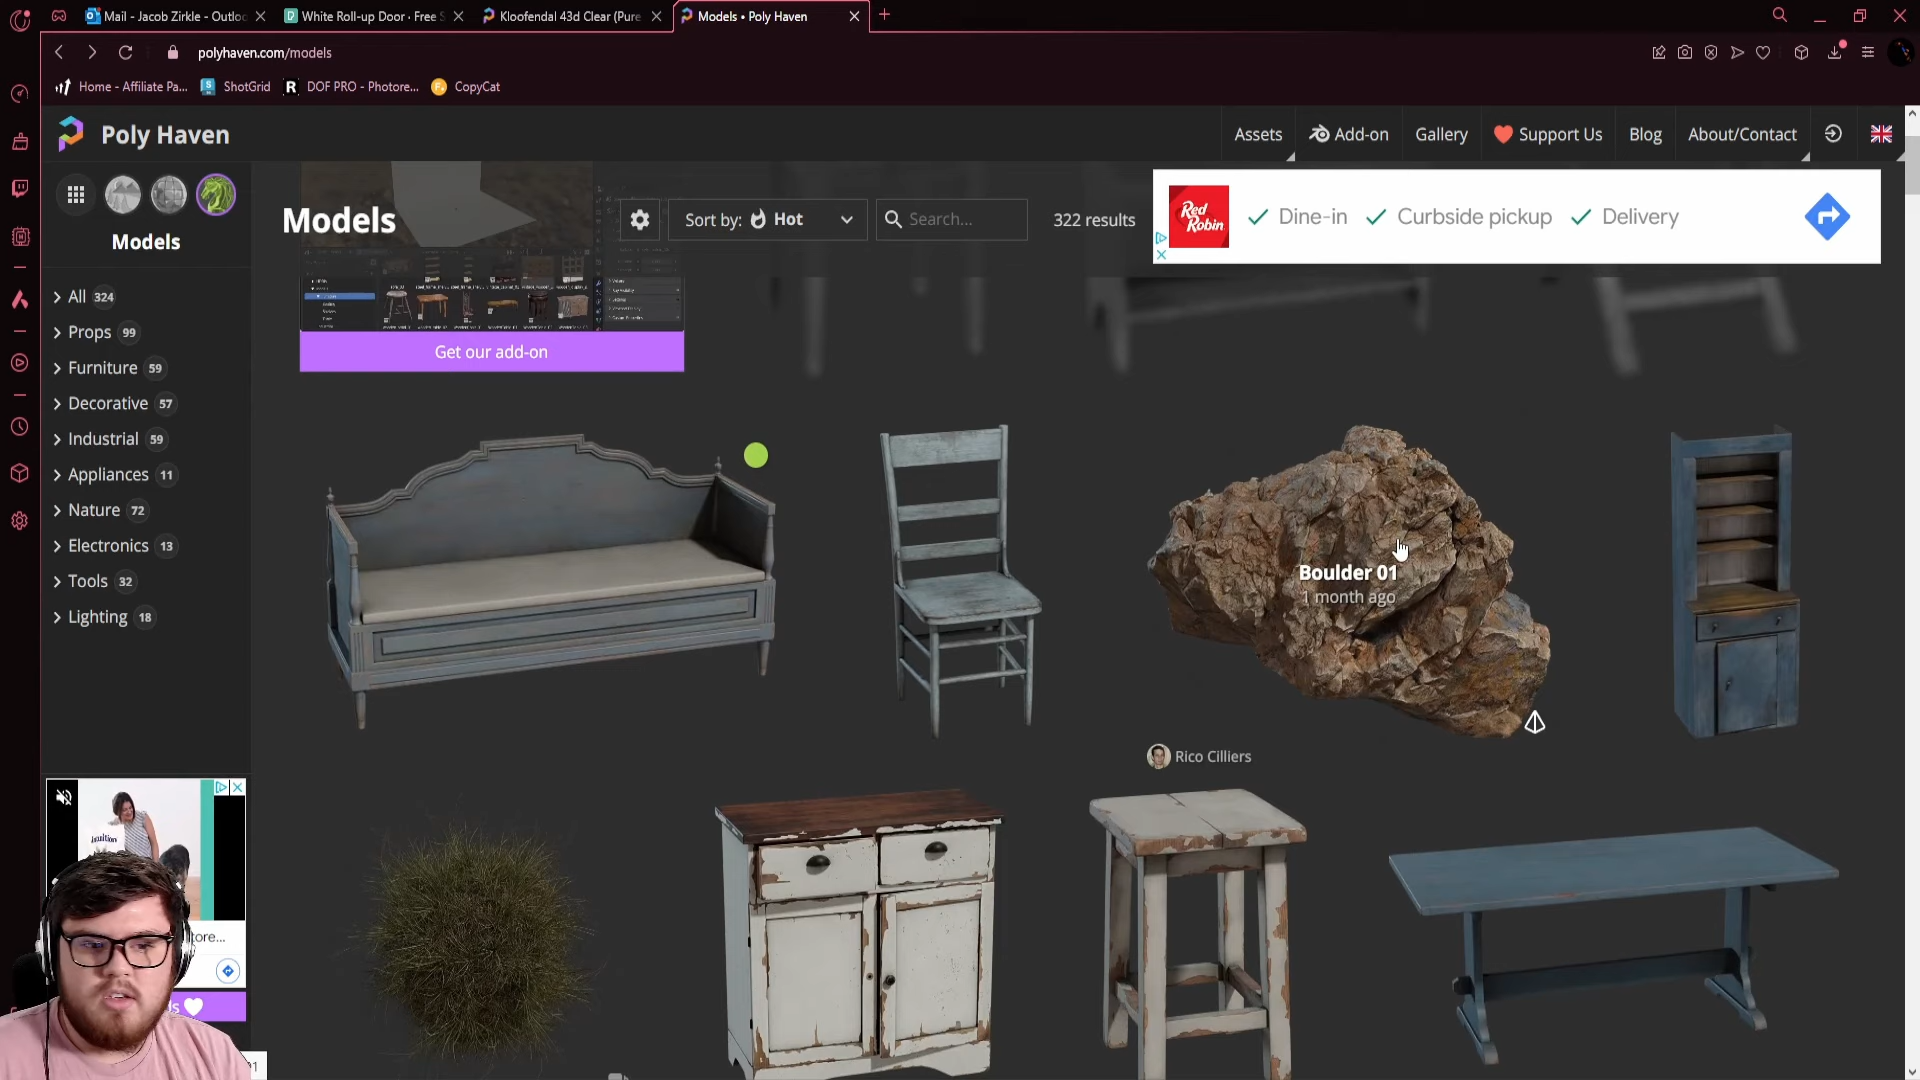 Mail - Jacob Zirkle - Outloo
White Roll-up Door · Free S
Kloofendal 43d Clear (Pure
Models • Poly Haven
polyhaven.com/models
Home - Affiliate Pa...
ShotGrid
R
DOF PRO - Photore...
CopyCat
Poly Haven
Assets
Add-on
Gallery
Support Us
Blog
About/Contact
Models
Models
Sort by: Hot
Search...
322 results
Red Robin
Dine-in
Curbside pickup
Delivery
All 324
Props 99
Furniture 59
Decorative 57
Industrial 59
Appliances 11
Nature 72
Electronics 13
Tools 32
Lighting 18
Get our add-on
Boulder 01
1 month ago
Rico Cilliers
tore...